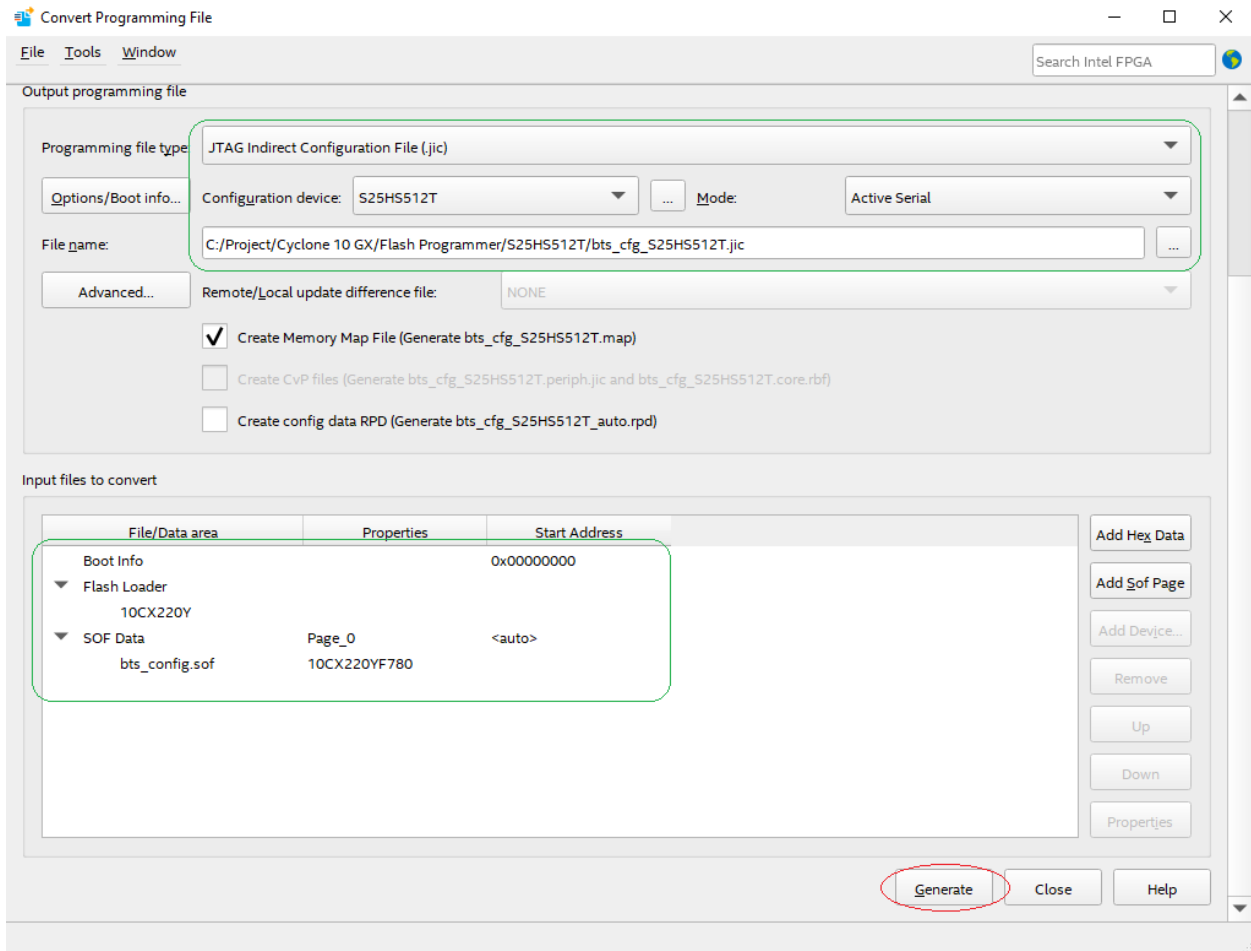 Convert Programming File
File Tools Window
Search Intel FPGA
Output programming file
Programming file type
JTAG Indirect Configuration File (.jic)
Options/Boot info...
Configuration device: S25HS512T ... Mode: Active Serial
File name: C:/Project/Cyclone 10 GX/Flash Programmer/S25HS512T/bts_cfg_S25HS512T.jic ...
Advanced... Remote/Local update difference file: NONE
Create Memory Map File (Generate bts_cfg_S25HS512T.map)
Create CvP files (Generate bts_cfg_S25HS512T.periph.jic and bts_cfg_S25HS512T.core.rbf)
Create config data RPD (Generate bts_cfg_S25HS512T_auto.rpd)
Input files to convert
File/Data area Properties Start Address
Boot Info 0x00000000
Flash Loader
10CX220Y
SOF Data Page_0 <auto>
bts_config.sof 10CX220YF780
Add Hex Data
Add Sof Page
Add Device...
Remove
Up
Down
Properties
Generate Close Help